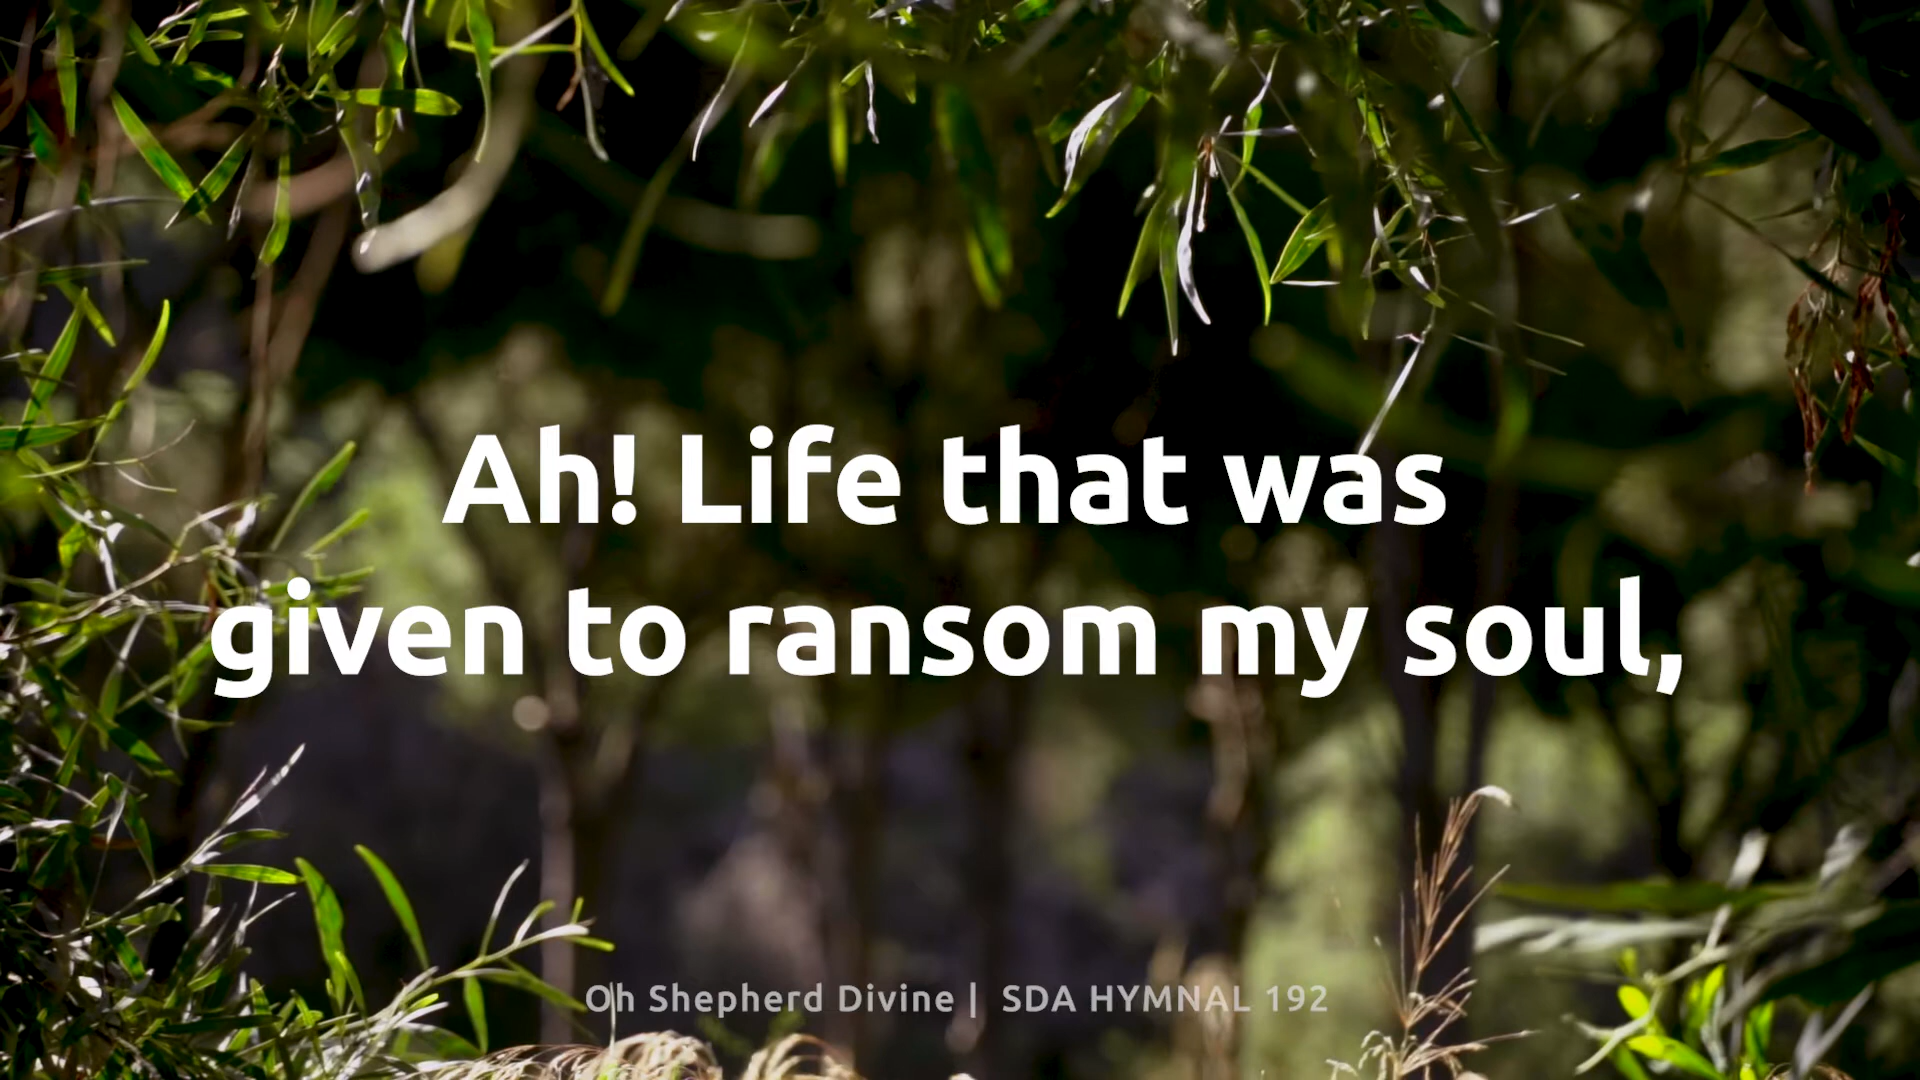 Ah! Life that was
given to ransom my soul,
Oh Shepherd Divine | SDA HYMNAL 192